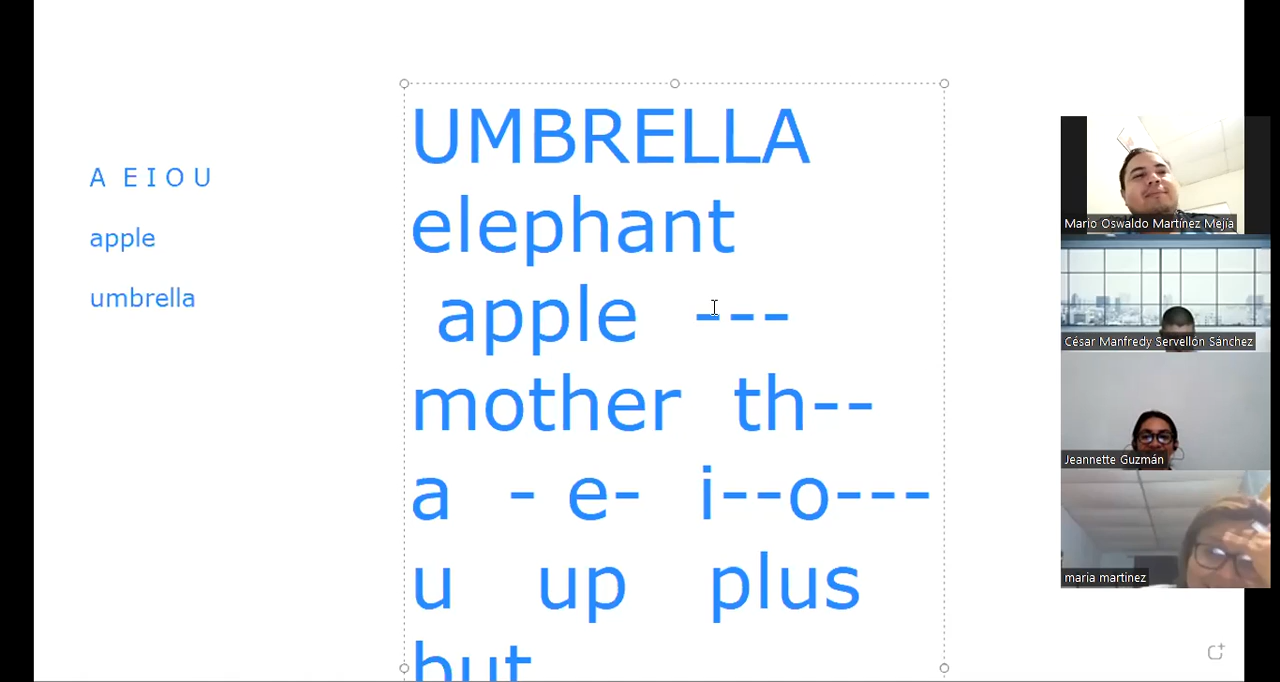 A E I O U
apple
umbrella
UMBRELLA
elephant
apple ---
mother th--
a - e- i--o---
u up plus
but
Mario Oswaldo Martínez Mejía
César Manfredy Servellón Sánchez
Jeannette Guzmán
maria martinez